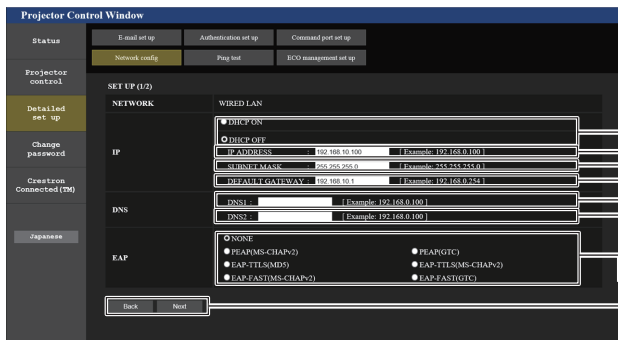 Projector Control Window
Status
Projector control
Detailed set up
Change password
Crestron Connected(TM)
Japanese
E-mail set up Authentication set up Command port set up
Network config Ping test ECO management set up
SET UP (1/2)
NETWORK WIRED LAN
DHCP ON
DHCP OFF
IP
IP ADDRESS : 192.168.10.100 [ Example: 192.168.0.100 ]
SUBNET MASK : 255.255.255.0 [ Example: 255.255.255.0 ]
DEFAULT GATEWAY : 192.168.10.1 [ Example: 192.168.0.254 ]
DNS
DNS1 : [ Example: 192.168.0.100 ]
DNS2 : [ Example: 192.168.0.100 ]
EAP
NONE
PEAP(MS-CHAPv2) PEAP(GTC)
EAP-TTLS(MD5) EAP-TTLS(MS-CHAPv2)
EAP-FAST(MS-CHAPv2) EAP-FAST(GTC)
Back Next